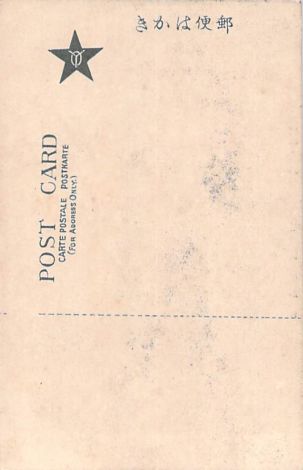 郵便はかき
POST CARD
CARTE POSTALE POSTKARTE
(FOR ADDRESS ONLY.)